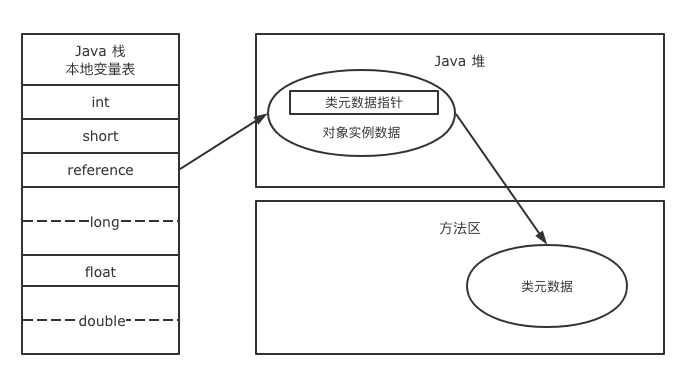 Java 栈
本地变量表
int
short
reference
long
float
double
Java 堆
类元数据指针
对象实例数据
方法区
类元数据